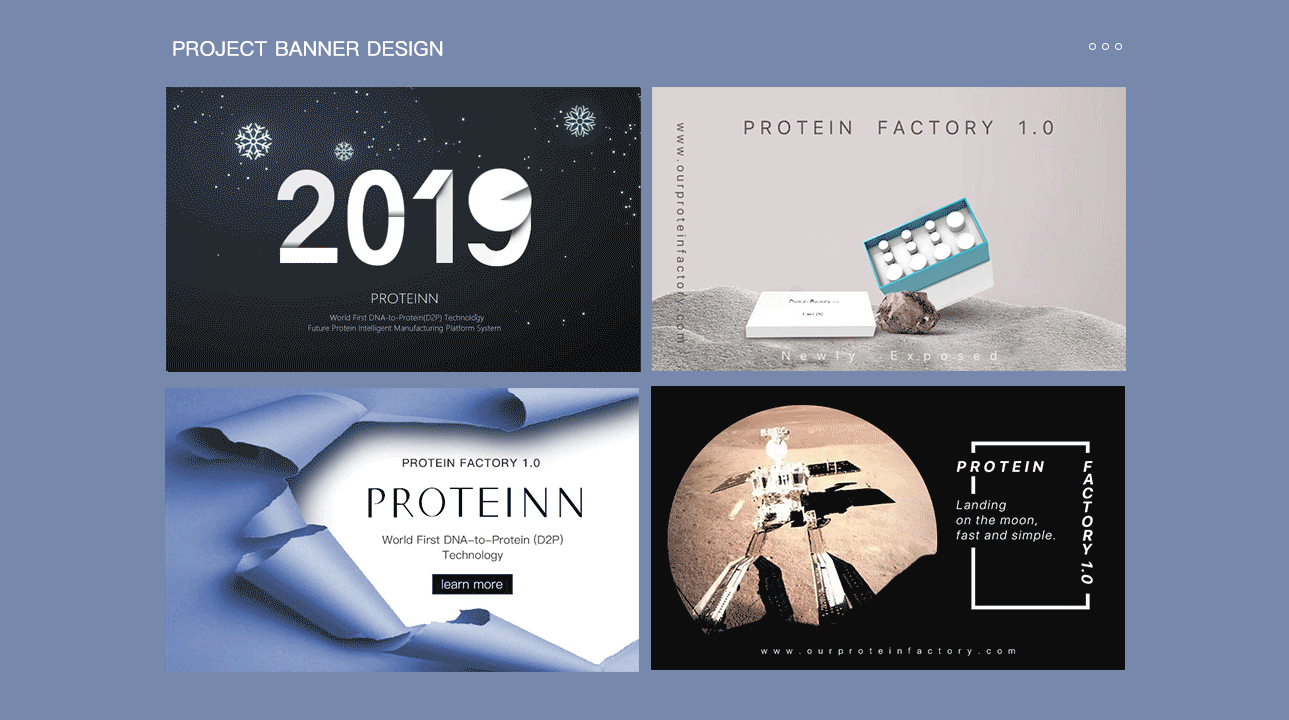 PROJECT BANNER DESIGN
2019
PROTEINN
World First DNA-to-Protein(D2P) Technology
Future Protein Intelligent Manufacturing Platform System
PROTEIN FACTORY 1.0
www.ourproteinfactory.com
Protein Factory
Newly Exposed
PROTEIN FACTORY 1.0
PROTEINN
World First DNA-to-Protein (D2P)
Technology
learn more
PROTEIN
FACTORY 1.0
Landing
on the moon,
fast and simple.
www.ourproteinfactory.com